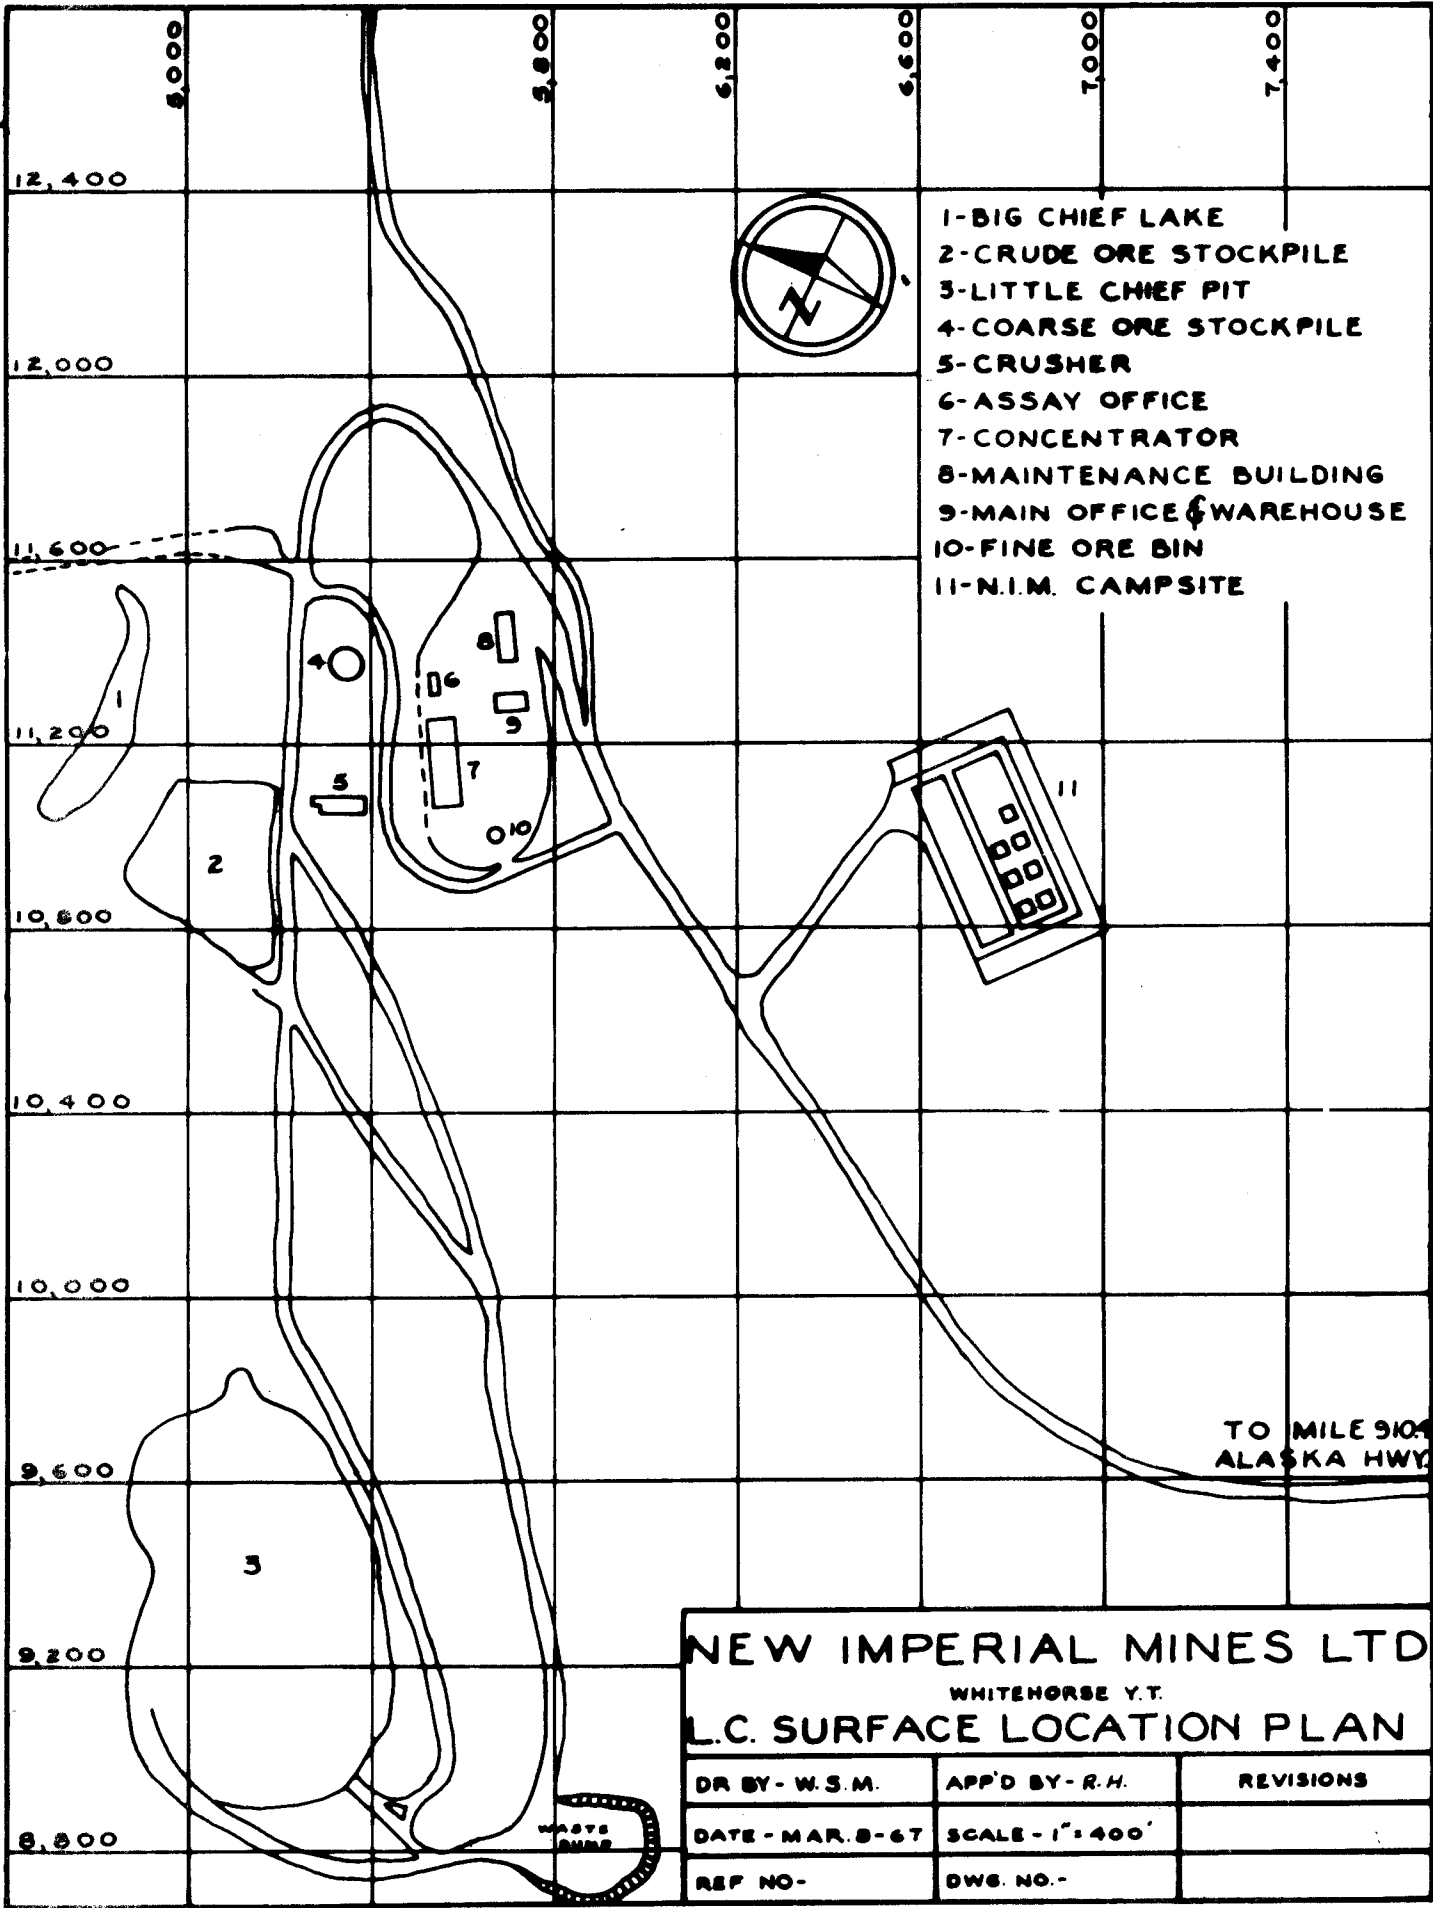 5,000
5,800
6,200
6,600
7,000
7,400
12,400
1-BIG CHIEF LAKE
2-CRUDE ORE STOCKPILE
3-LITTLE CHIEF PIT
4-COARSE ORE STOCKPILE
5-CRUSHER
6-ASSAY OFFICE
7-CONCENTRATOR
8-MAINTENANCE BUILDING
9-MAIN OFFICE & WAREHOUSE
10-FINE ORE BIN
11-N.I.M. CAMPSITE
N
12,000
11,600
8
4
6
1
9
11,200
7
5
11
10
2
10,800
10,400
10,000
TO MILE 910.4
ALASKA HWY.
9,600
3
9,200
8,800
WASTE
DUMP
NEW IMPERIAL MINES LTD
WHITEHORSE Y.T.
L.C. SURFACE LOCATION PLAN
DR BY - W.S.M.
APP'D BY - R.H.
REVISIONS
DATE - MAR. 8-67
SCALE - 1" = 400'
REF NO-
DWG. NO.-